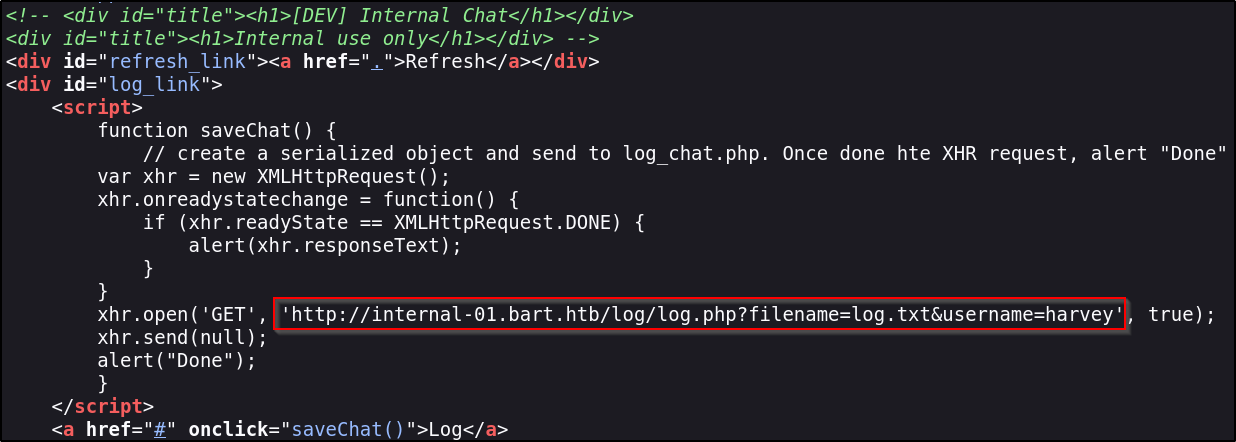 <!-- <div id="title"><h1>[DEV] Internal Chat</h1></div>
<div id="title"><h1>Internal use only</h1></div> -->
<div id="refresh_link"><a href=".">Refresh</a></div>
<div id="log_link">
    <script>
        function saveChat() {
            // create a serialized object and send to log_chat.php. Once done hte XHR request, alert "Done"
        var xhr = new XMLHttpRequest();
        xhr.onreadystatechange = function() {
            if (xhr.readyState == XMLHttpRequest.DONE) {
                alert(xhr.responseText);
            }
        }
        xhr.open('GET', 'http://internal-01.bart.htb/log/log.php?filename=log.txt&username=harvey', true);
        xhr.send(null);
        alert("Done");
        }
    </script>
    <a href="#" onclick="saveChat()">Log</a>